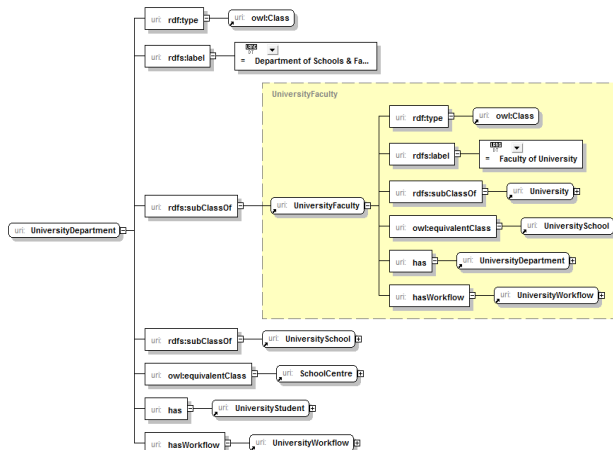 uri: rdf:type
uri: owl:Class
uri: rdfs:label
= Department of Schools & Fa...
UniversityFaculty
uri: rdf:type
uri: owl:Class
uri: rdfs:label
= Faculty of University
uri: rdfs:subClassOf
uri: University
uri: rdfs:subClassOf
uri: UniversityFaculty
uri: owl:equivalentClass
uri: UniversitySchool
uri: UniversityDepartment
uri: has
uri: UniversityDepartment
uri: hasWorkflow
uri: UniversityWorkflow
uri: rdfs:subClassOf
uri: UniversitySchool
uri: owl:equivalentClass
uri: SchoolCentre
uri: has
uri: UniversityStudent
uri: hasWorkflow
uri: UniversityWorkflow